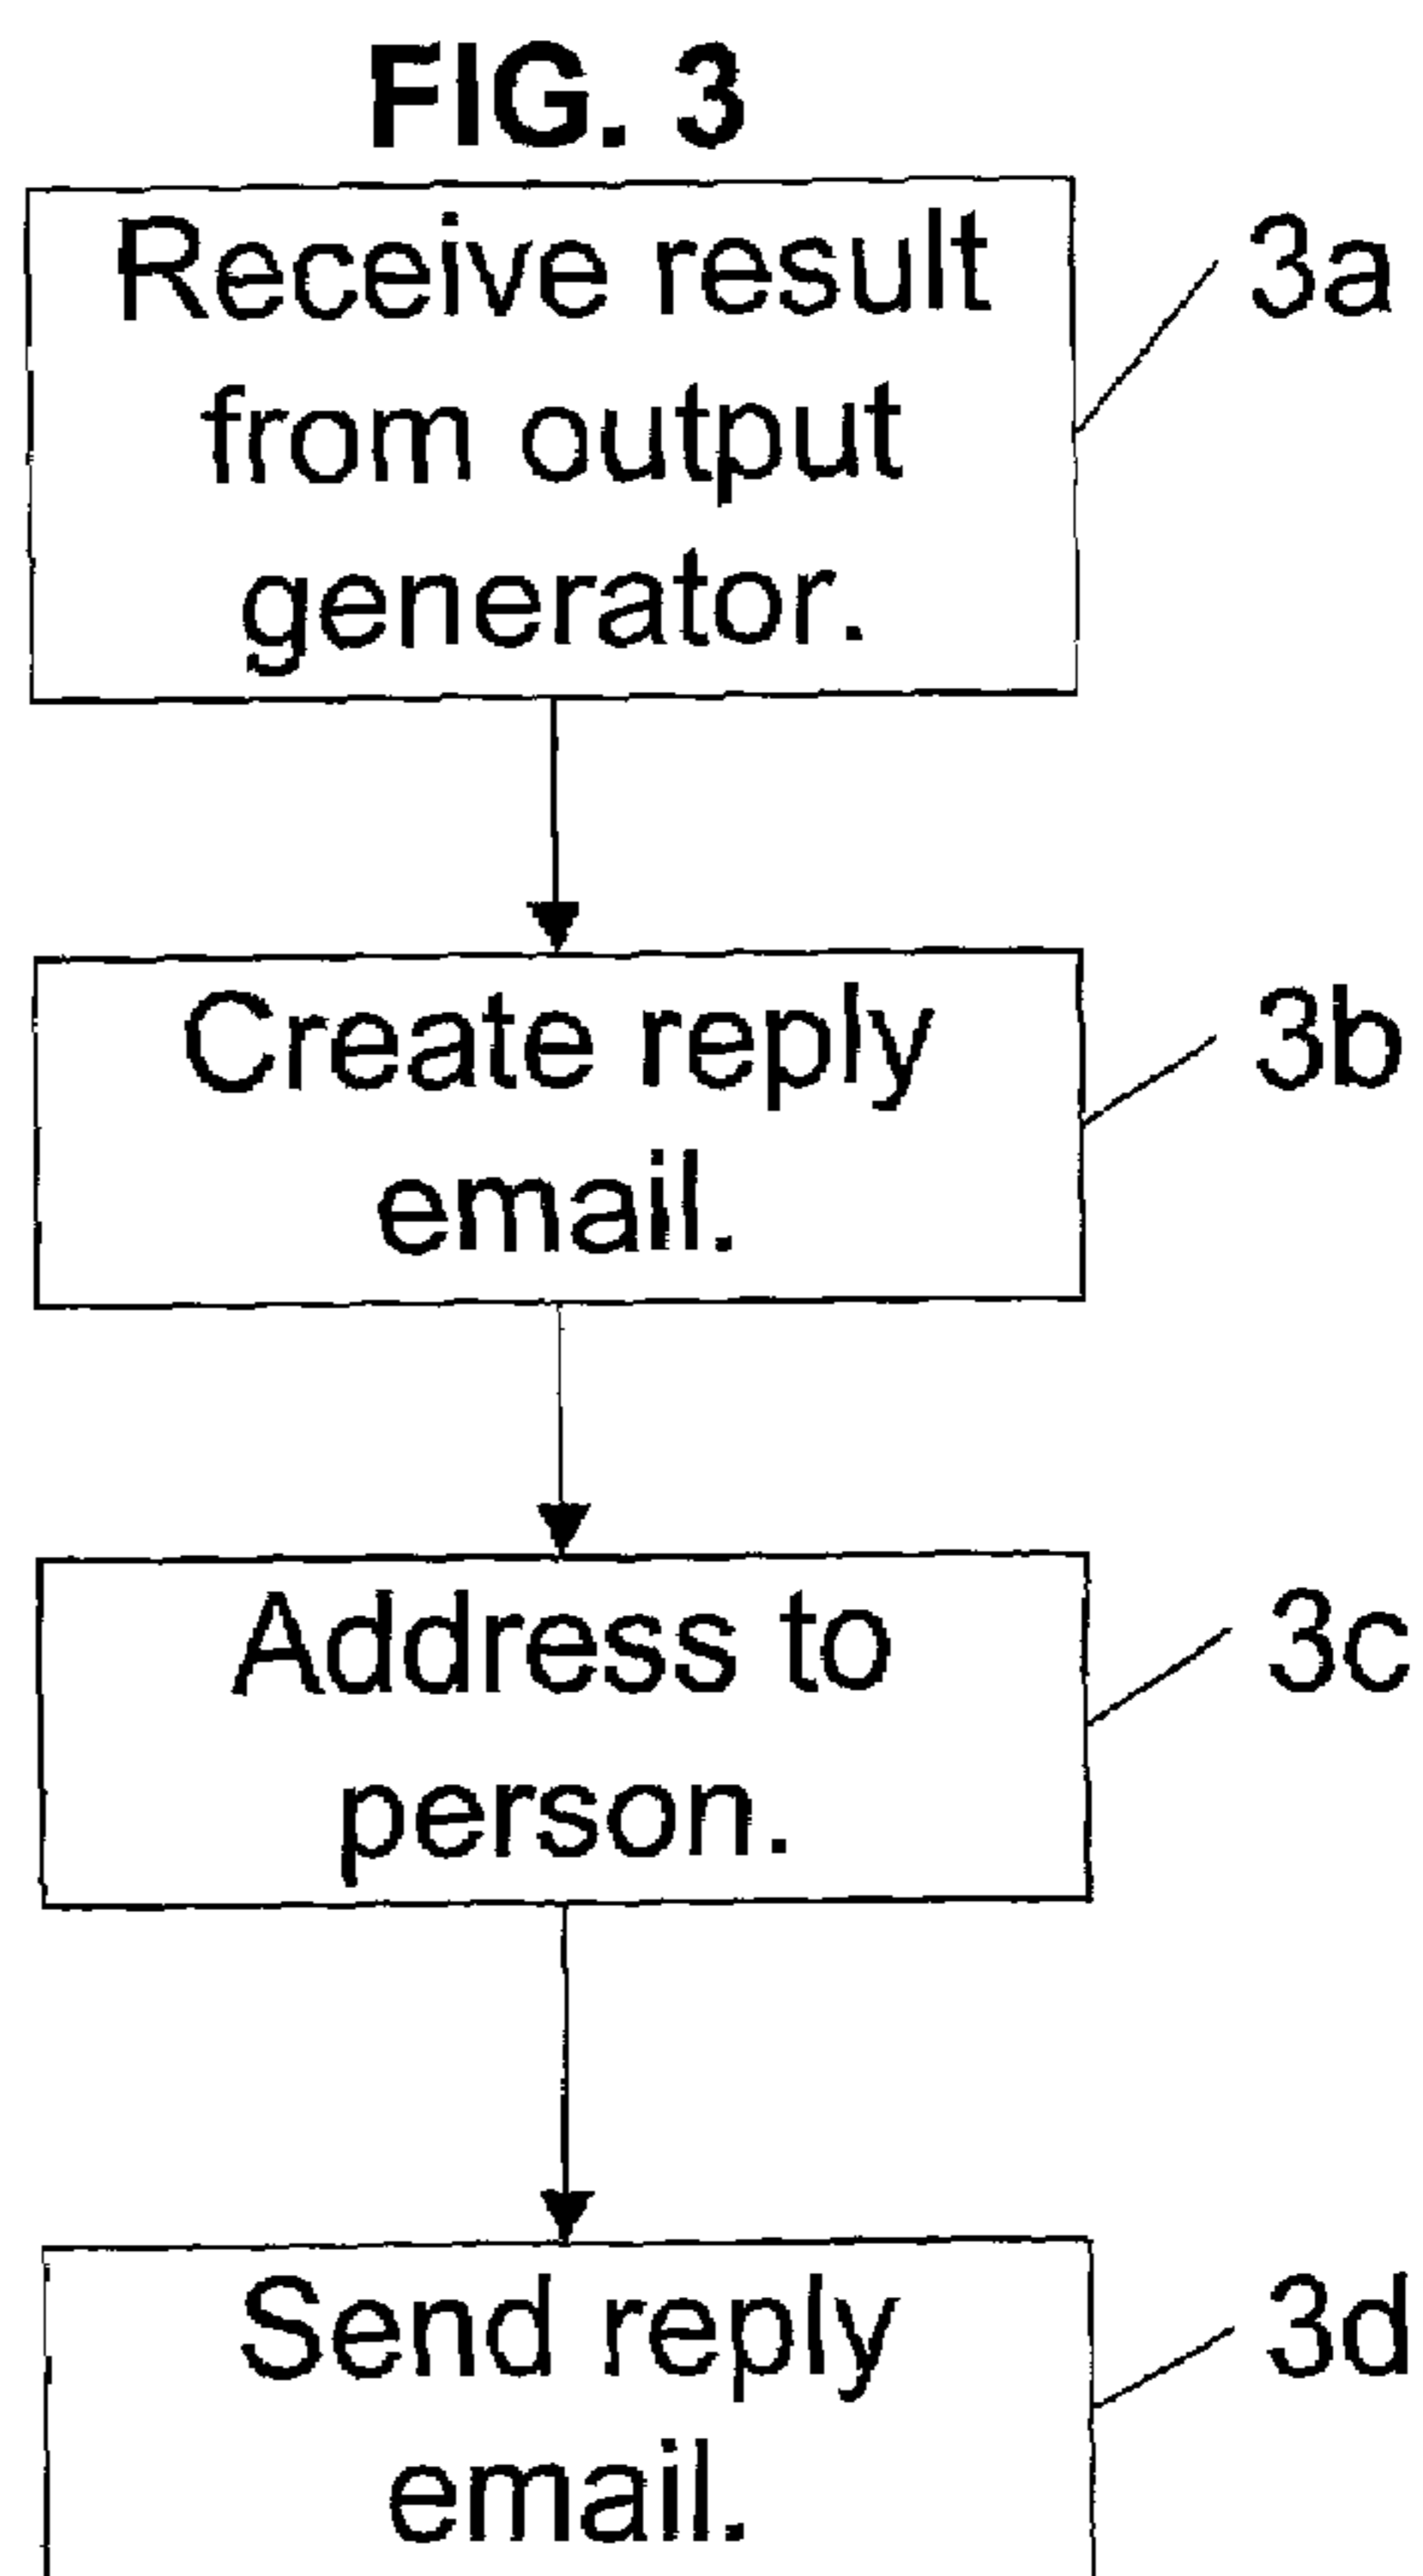 FIG. 3
Receive result
from output
generator.
3a
Create reply
email.
3b
Address to
person.
3c
Send reply
email.
3d